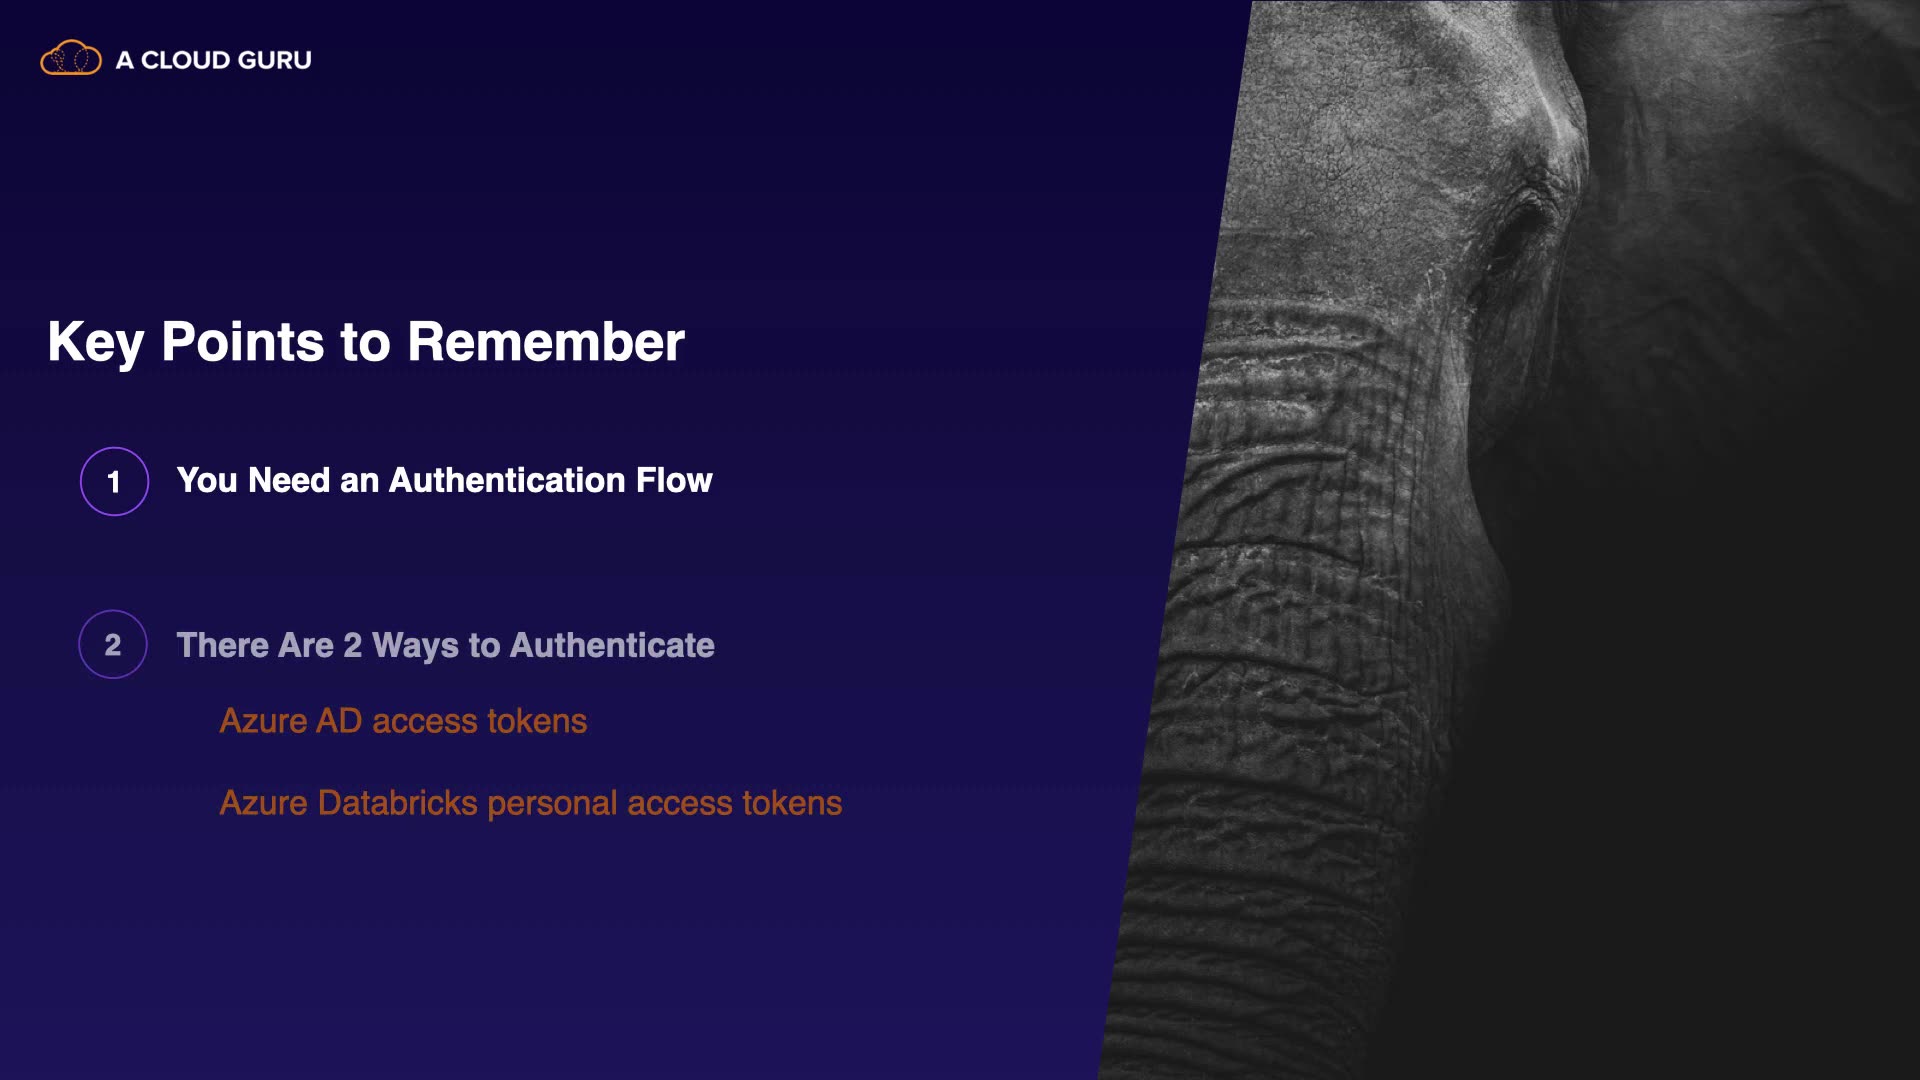 A CLOUD GURU
Key Points to Remember
1 You Need an Authentication Flow
2 There Are 2 Ways to Authenticate
Azure AD access tokens
Azure Databricks personal access tokens